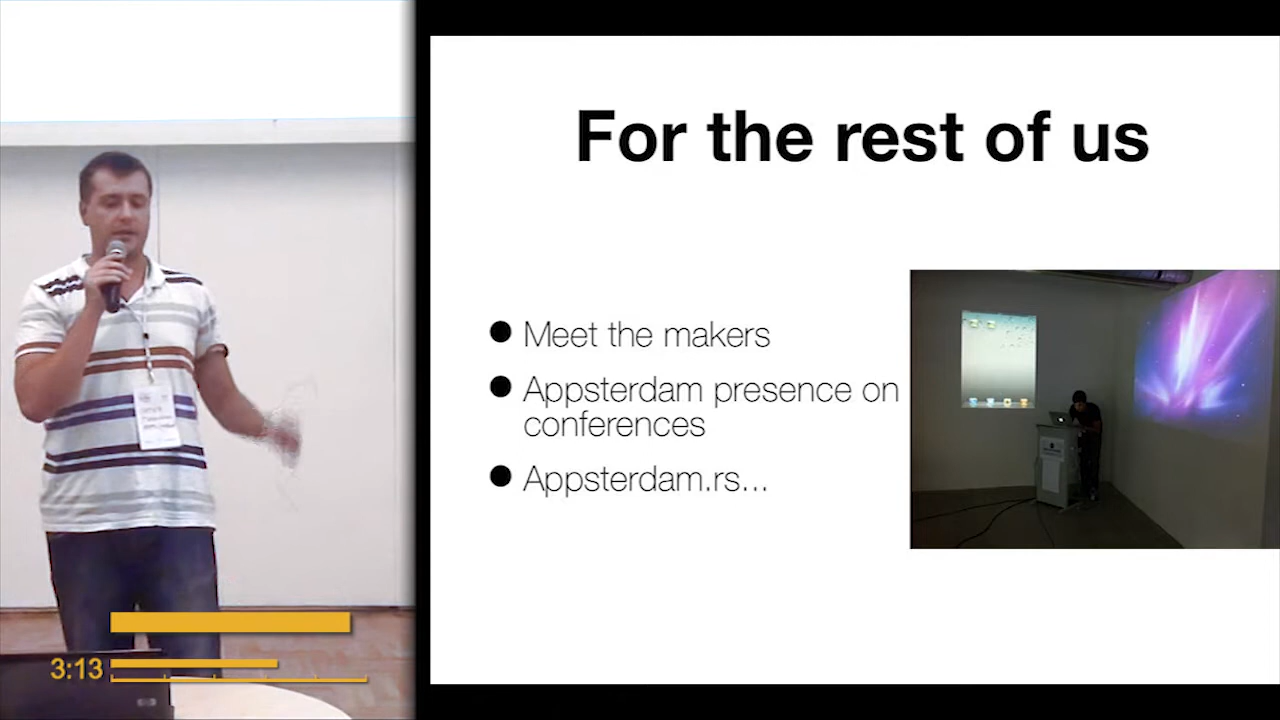 For the rest of us
● Meet the makers
● Appsterdam presence on
conferences
● Appsterdam.rs...
3:13